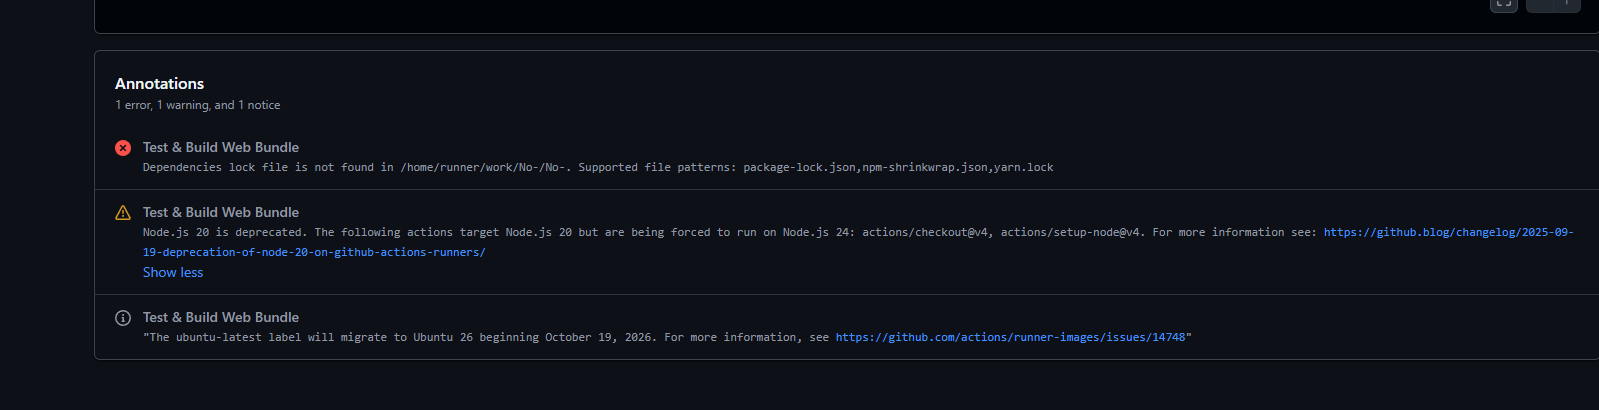 Annotations
1 error, 1 warning, and 1 notice
Test & Build Web Bundle
Dependencies lock file is not found in /home/runner/work/No-/No-. Supported file patterns: package-lock.json,npm-shrinkwrap.json,yarn.lock
Test & Build Web Bundle
Node.js 20 is deprecated. The following actions target Node.js 20 but are being forced to run on Node.js 24: actions/checkout@v4, actions/setup-node@v4. For more information see: https://github.blog/changelog/2025-09-
19-deprecation-of-node-20-on-github-actions-runners/
Show less
Test & Build Web Bundle
"The ubuntu-latest label will migrate to Ubuntu 26 beginning October 19, 2026. For more information, see https://github.com/actions/runner-images/issues/14748"